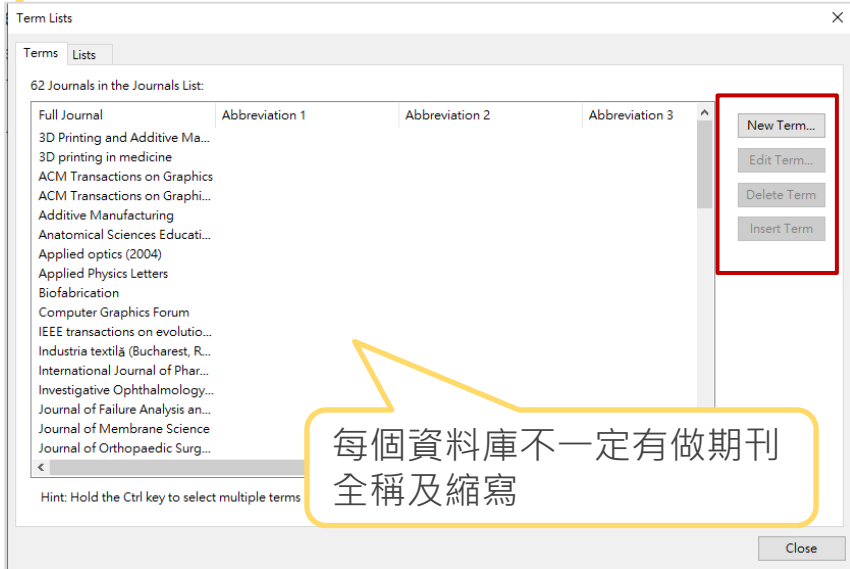 Term Lists
Terms Lists
62 Journals in the Journals List:
Full Journal Abbreviation 1 Abbreviation 2 Abbreviation 3
3D Printing and Additive Ma...
3D printing in medicine
ACM Transactions on Graphics
ACM Transactions on Graphi...
Additive Manufacturing
Anatomical Sciences Educati...
Applied optics (2004)
Applied Physics Letters
Biofabrication
Computer Graphics Forum
IEEE transactions on evolutio...
Industria textilă (Bucharest, R...
International Journal of Phar...
Investigative Ophthalmology...
Journal of Failure Analysis an...
Journal of Membrane Science
Journal of Orthopaedic Surg...
New Term...
Edit Term...
Delete Term
Insert Term
每個資料庫不一定有做期刊
全稱及縮寫
Hint: Hold the Ctrl key to select multiple terms
Close